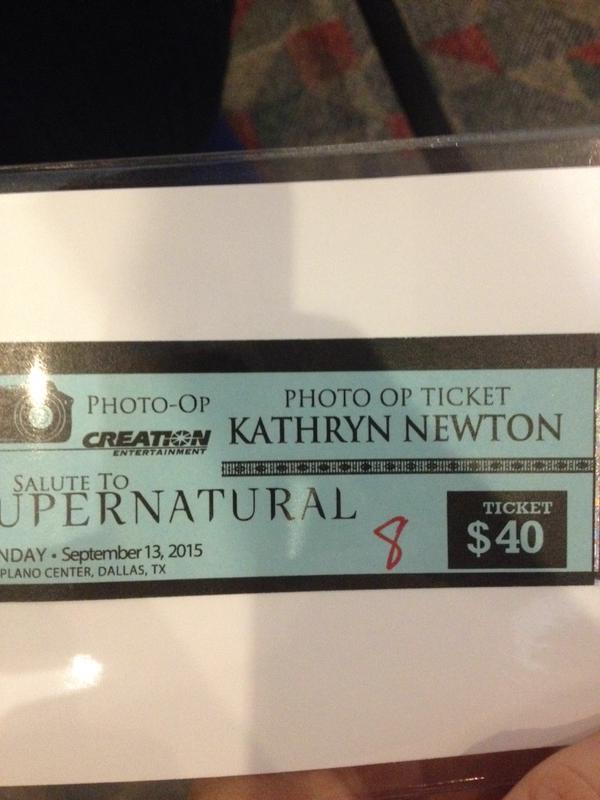 PHOTO-OP
CREATION
ENTERTAINMENT
PHOTO OP TICKET
KATHRYN NEWTON
SALUTE TO
UPERNATURAL
NDAY • September 13, 2015
PLANO CENTER, DALLAS, TX
8
TICKET
$40